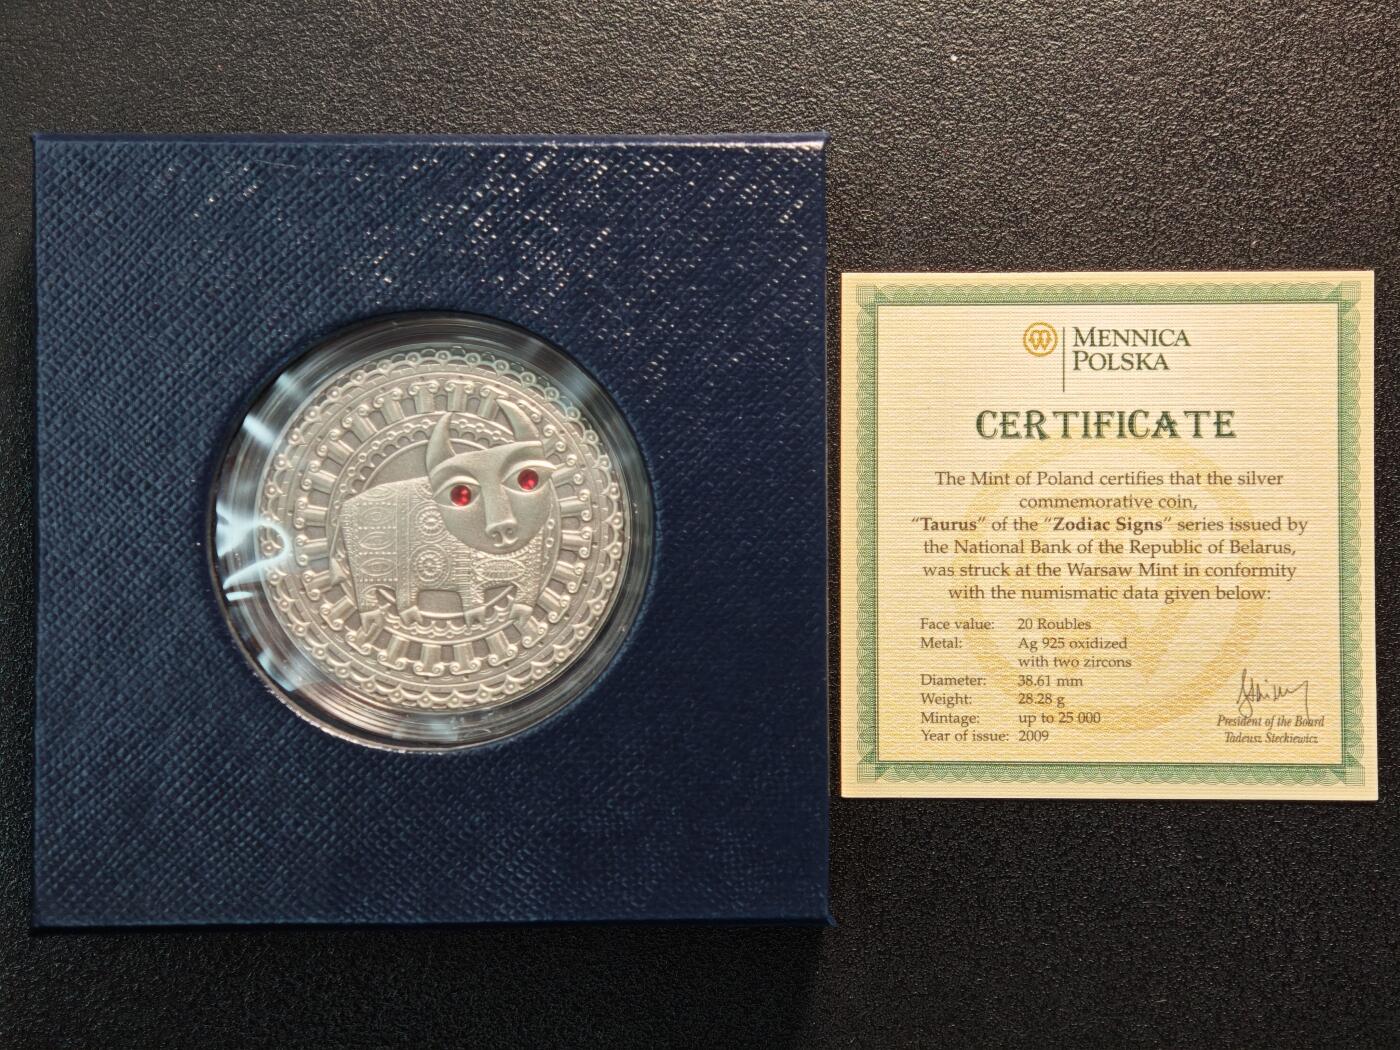 MENNICA
POLSKA
CERTIFICATE
The Mint of Poland certifies that the silver
commemorative coin,
“Taurus” of the “Zodiac Signs” series issued by
the National Bank of the Republic of Belarus,
was struck at the Warsaw Mint in conformity
with the numismatic data given below:
Face value: 20 Roubles
Metal: Ag 925 oxidized
with two zircons
Diameter: 38.61 mm
Weight: 28.28 g
Mintage: up to 25 000
Year of issue: 2009
President of the Board
Tadeusz Steckiewicz